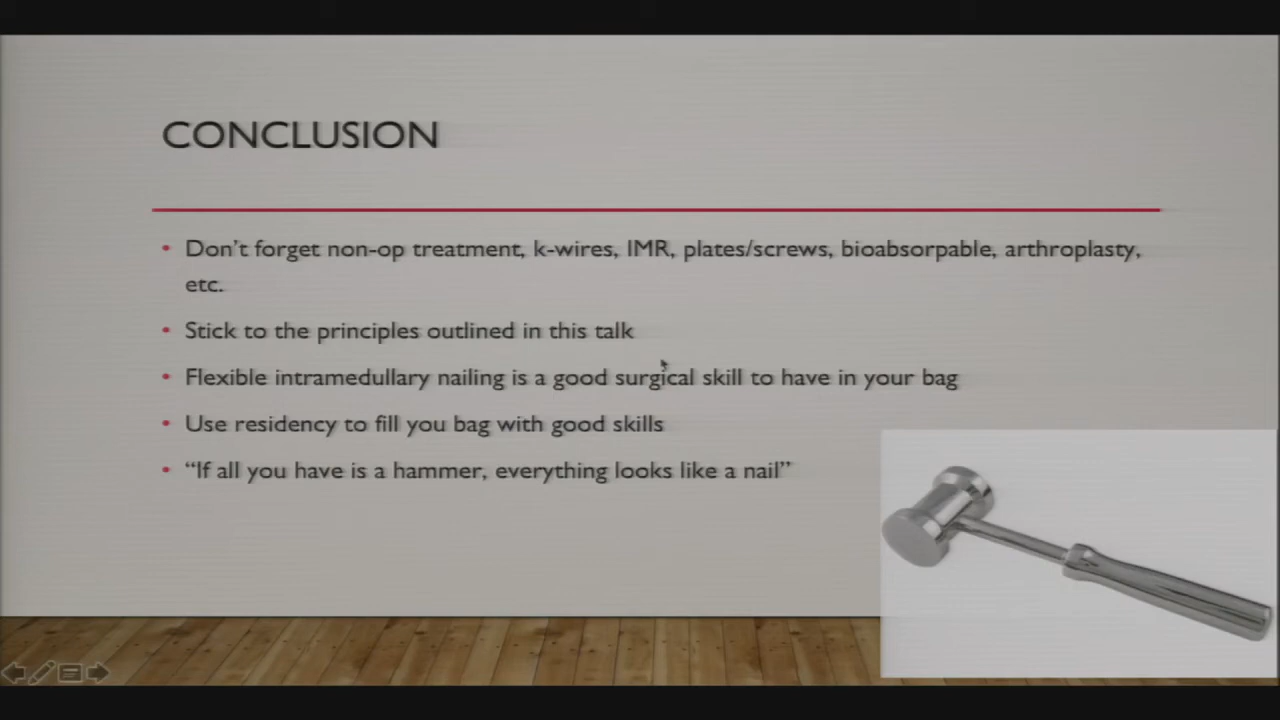 CONCLUSION
• Don't forget non-op treatment, k-wires, IMR, plates/screws, bioabsorpable, arthroplasty,
etc.
• Stick to the principles outlined in this talk
• Flexible intramedullary nailing is a good surgical skill to have in your bag
• Use residency to fill you bag with good skills
• “If all you have is a hammer, everything looks like a nail”